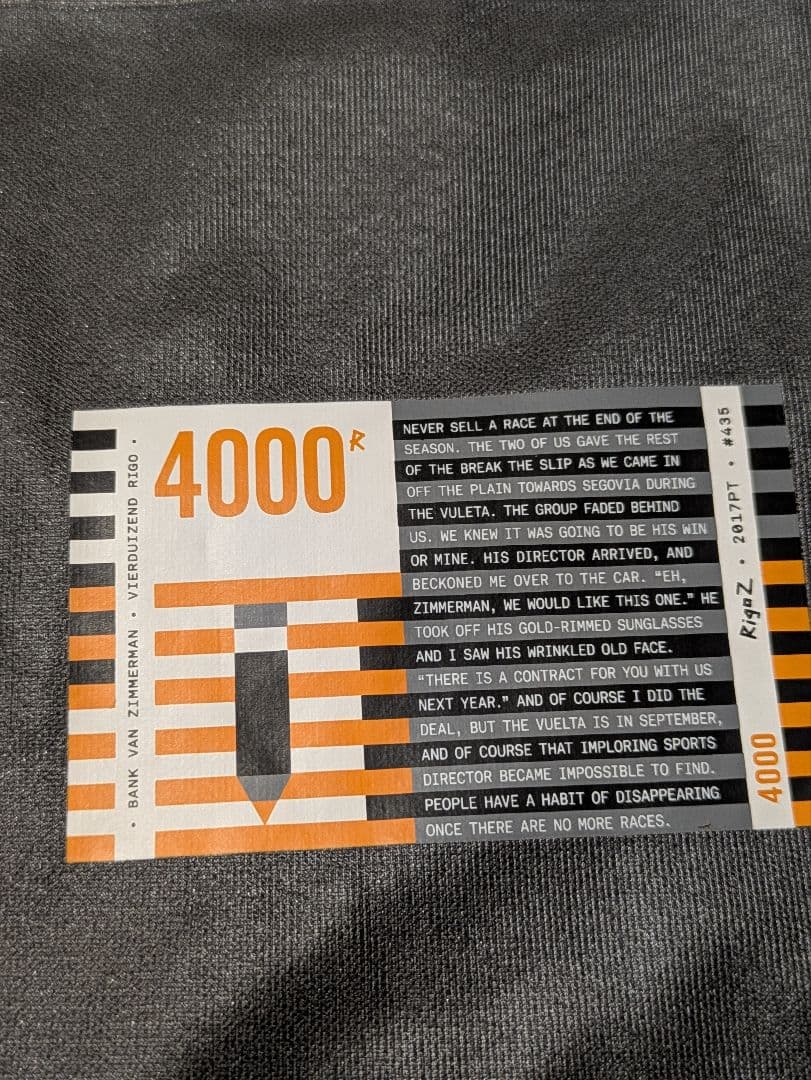 • BANK VAN ZIMMERMAN • VIERDUIZEND RIGO •
4000R
NEVER SELL A RACE AT THE END OF THE
SEASON. THE TWO OF US GAVE THE REST
OF THE BREAK THE SLIP AS WE CAME IN
OFF THE PLAIN TOWARDS SEGOVIA DURING
THE VULETA. THE GROUP FADED BEHIND
US. WE KNEW IT WAS GOING TO BE HIS WIN
OR MINE. HIS DIRECTOR ARRIVED, AND
BECKONED ME OVER TO THE CAR. “EH,
ZIMMERMAN, WE WOULD LIKE THIS ONE.” HE
TOOK OFF HIS GOLD-RIMMED SUNGLASSES
AND I SAW HIS WRINKLED OLD FACE.
“THERE IS A CONTRACT FOR YOU WITH US
NEXT YEAR.” AND OF COURSE I DID THE
DEAL, BUT THE VUELTA IS IN SEPTEMBER,
AND OF COURSE THAT IMPLORING SPORTS
DIRECTOR BECAME IMPOSSIBLE TO FIND.
PEOPLE HAVE A HABIT OF DISAPPEARING
ONCE THERE ARE NO MORE RACES.
4000
RigoZ • 2017PT • #435